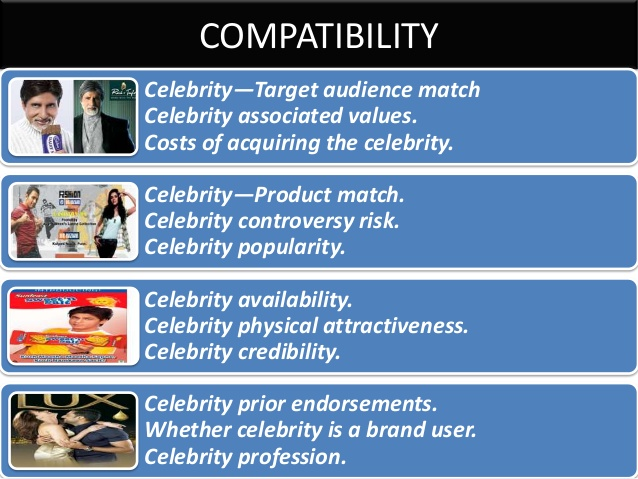 COMPATIBILITY
Celebrity—Target audience match
Celebrity associated values.
Costs of acquiring the celebrity.
Celebrity—Product match.
Celebrity controversy risk.
Celebrity popularity.
Celebrity availability.
Celebrity physical attractiveness.
Celebrity credibility.
Celebrity prior endorsements.
Whether celebrity is a brand user.
Celebrity profession.
LUX